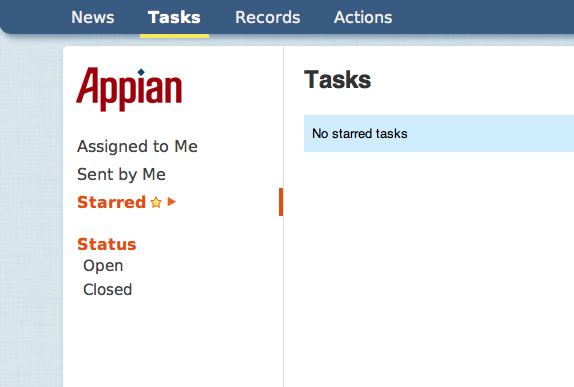 News Tasks Records Actions
Appian
Assigned to Me
Sent by Me
Starred
Status
Open
Closed
Tasks
No starred tasks